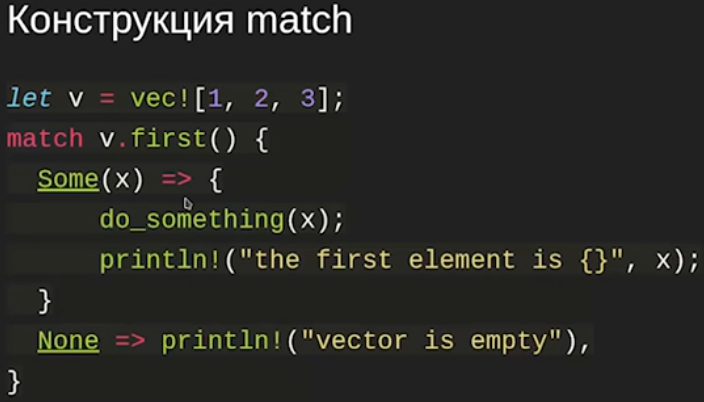 Конструкция match
let v = vec![1, 2, 3];
match v.first() {
  Some(x) => {
      do_something(x);
      println!("the first element is {}", x);
  }
  None => println!("vector is empty"),
}